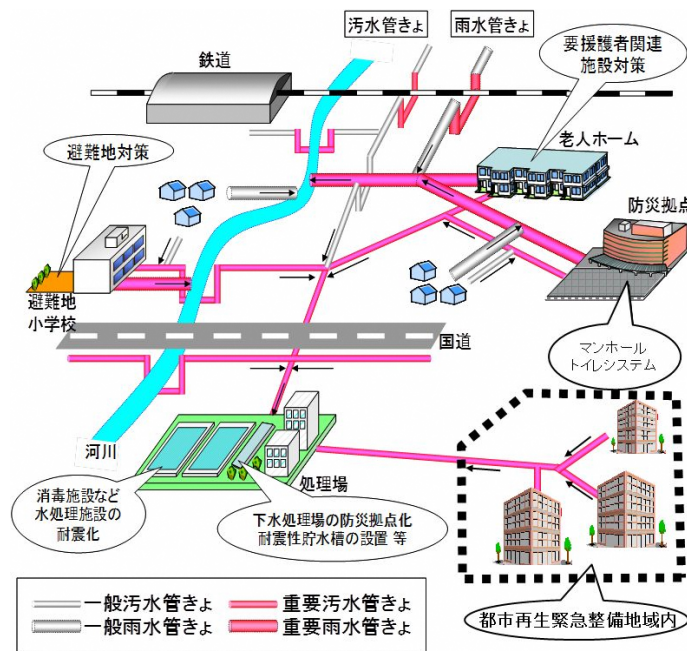 汚水管きょ
雨水管きょ
要援護者関連
施設対策
鉄道
避難地対策
老人ホーム
防災拠点
避難地
小学校
国道
マンホール
トイレシステム
河川
処理場
消毒施設など
水処理施設の
耐震化
下水処理場の防災拠点化
耐震性貯水槽の設置 等
都市再生緊急整備地域内
一般汚水管きょ
重要汚水管きょ
一般雨水管きょ
重要雨水管きょ